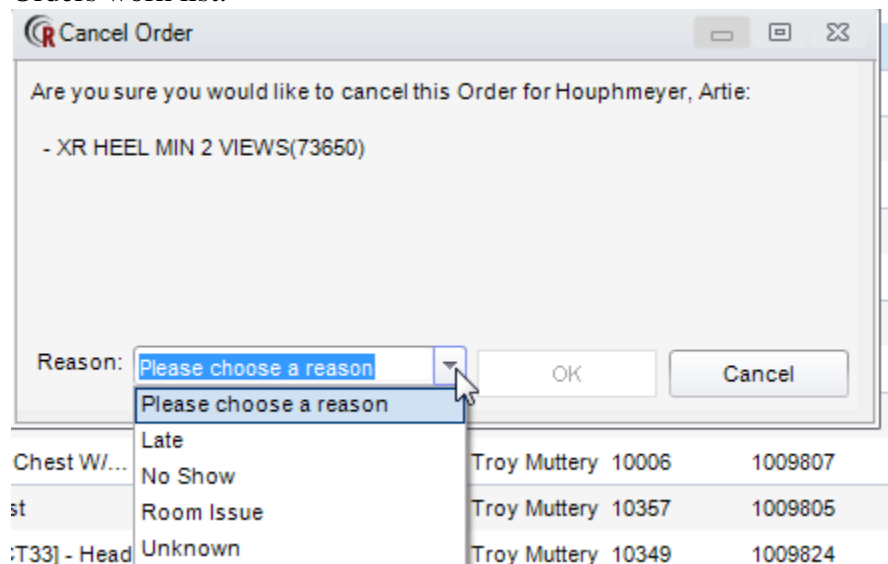 Orders work list.
Cancel Order
Are you sure you would like to cancel this Order for Houphmeyer, Artie:
- XR HEEL MIN 2 VIEWS(73650)
Reason: Please choose a reason OK Cancel
Please choose a reason
Late
Chest W/... Troy Muttery 10006 1009807
No Show
st Troy Muttery 10357 1009805
Room Issue
CT33] - Head Troy Muttery 10349 1009824
Unknown